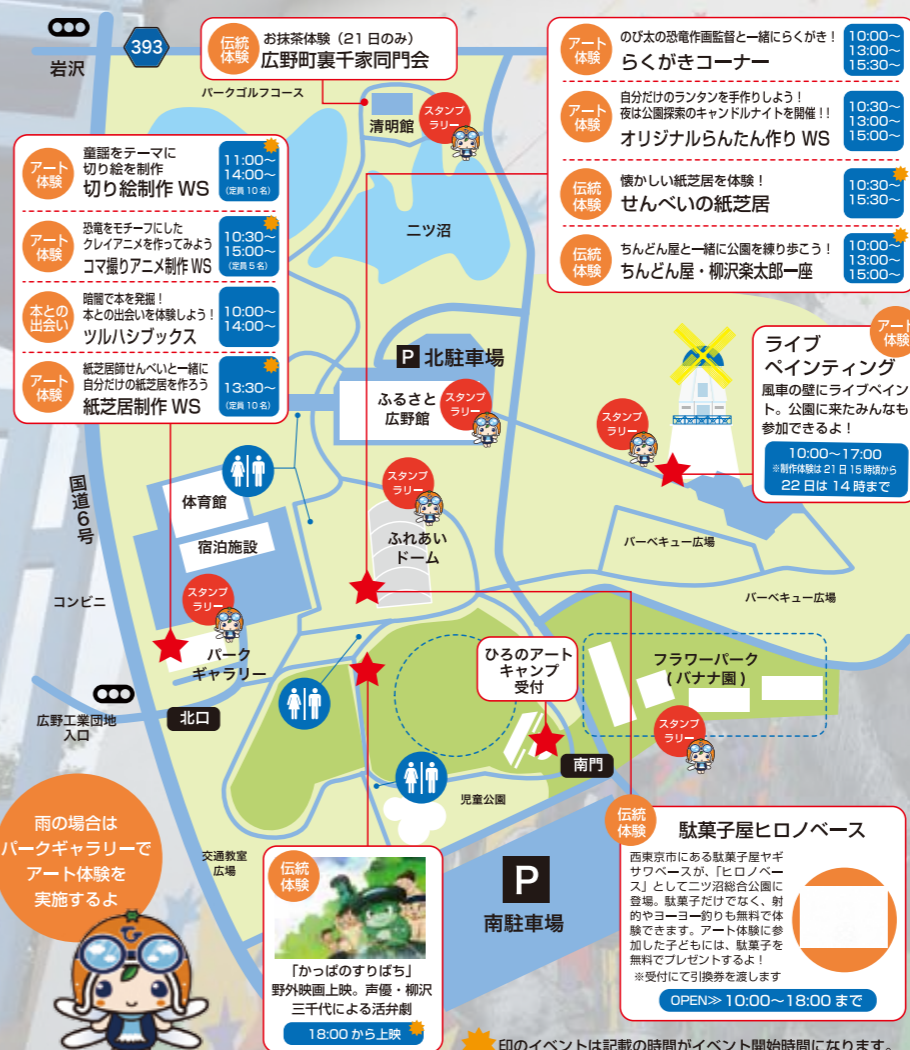 岩沢
393
伝統
体験
お抹茶体験（21日のみ）
広野町裏千家同門会
パークゴルフコース
清明館
スタンプ
ラリー
二ツ沼
アート
体験
のび太の恐竜作画監督と一緒にらくがき！
らくがきコーナー
10:00～
13:00～
15:30～
アート
体験
自分だけのランタンを手作りしよう！
夜は公園探索のキャンドルナイトを開催!!
オリジナルらんたん作り WS
10:30～
13:00～
15:00～
伝統
体験
懐かしい紙芝居を体験！
せんべいの紙芝居
10:30～
15:30～
伝統
体験
ちんどん屋と一緒に公園を練り歩こう！
ちんどん屋・柳沢楽太郎一座
10:00～
13:00～
15:00～
アート
体験
童謡をテーマに
切り絵を制作
切り絵制作 WS
11:00～
14:00～
（定員10名）
アート
体験
恐竜をモチーフにした
クレイアニメを作ってみよう
コマ撮りアニメ制作 WS
10:30～
15:00～
（定員5名）
本との
出会い
暗闇で本を発掘！
本との出会いを体験しよう！
ツルハシブックス
10:00～
14:00～
アート
体験
紙芝居師せんべいと一緒に
自分だけの紙芝居を作ろう
紙芝居制作 WS
13:30～
（定員10名）
P 北駐車場
ふるさと
広野館
スタンプ
ラリー
スタンプ
ラリー
アート
体験
ライブ
ペインティング
風車の壁にライブペイン
ト。公園に来たみんなも
参加できるよ！
10:00～17:00
※制作体験は21日15時頃から
22日は14時まで
国道6号
体育館
宿泊施設
スタンプ
ラリー
ふれあい
ドーム
バーベキュー広場
バーベキュー広場
コンビニ
スタンプ
ラリー
パーク
ギャラリー
広野工業団地
入口
北口
ひろのアート
キャンプ
受付
フラワーパーク
(バナナ園)
スタンプ
ラリー
南門
児童公園
交通教室
広場
雨の場合は
パークギャラリーで
アート体験を
実施するよ
伝統
体験
「かっぱのすりばち」
野外映画上映。声優・柳沢
三千代による活弁劇
18:00から上映
P
南駐車場
伝統
体験
駄菓子屋ヒロノベース
西東京市にある駄菓子屋ヤギ
サワベースが、「ヒロノベー
ス」として二ツ沼総合公園に
登場。駄菓子だけでなく、射
的やヨーヨー釣りも無料で体
験できます。アート体験に参
加した子どもには、駄菓子を
無料でプレゼントするよ！
※受付にて引換券を渡します
OPEN≫ 10:00～18:00まで
印のイベントは記載の時間がイベント開始時間になります。